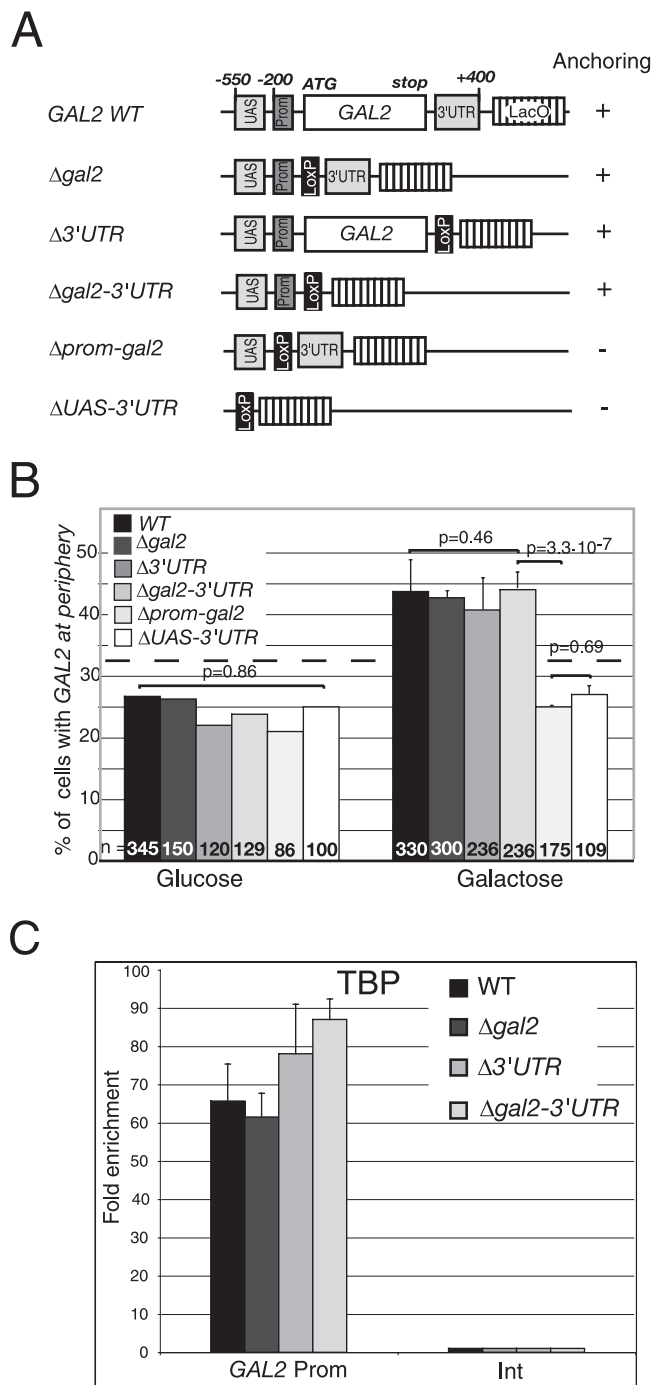 A
Anchoring
-550 -200 ATG stop +400
GAL2 WT UAS Prom GAL2 3'UTR LacO +
Δgal2 UAS Prom LoxP 3'UTR +
Δ3'UTR UAS Prom GAL2 LoxP +
Δgal2-3'UTR UAS Prom LoxP +
Δprom-gal2 UAS LoxP 3'UTR -
ΔUAS-3'UTR LoxP -
B
% of cells with GAL2 at periphery
50
40
30
20
10
0
WT
Δgal2
Δ3'UTR
Δgal2-3'UTR
Δprom-gal2
ΔUAS-3'UTR
p=0.46
p=3.3·10-7
p=0.86
p=0.69
n = 345 150 120 129 86 100 330 300 236 236 175 109
Glucose Galactose
C
TBP
Fold enrichment
100
90
80
70
60
50
40
30
20
10
0
WT
Δgal2
Δ3'UTR
Δgal2-3'UTR
GAL2 Prom Int